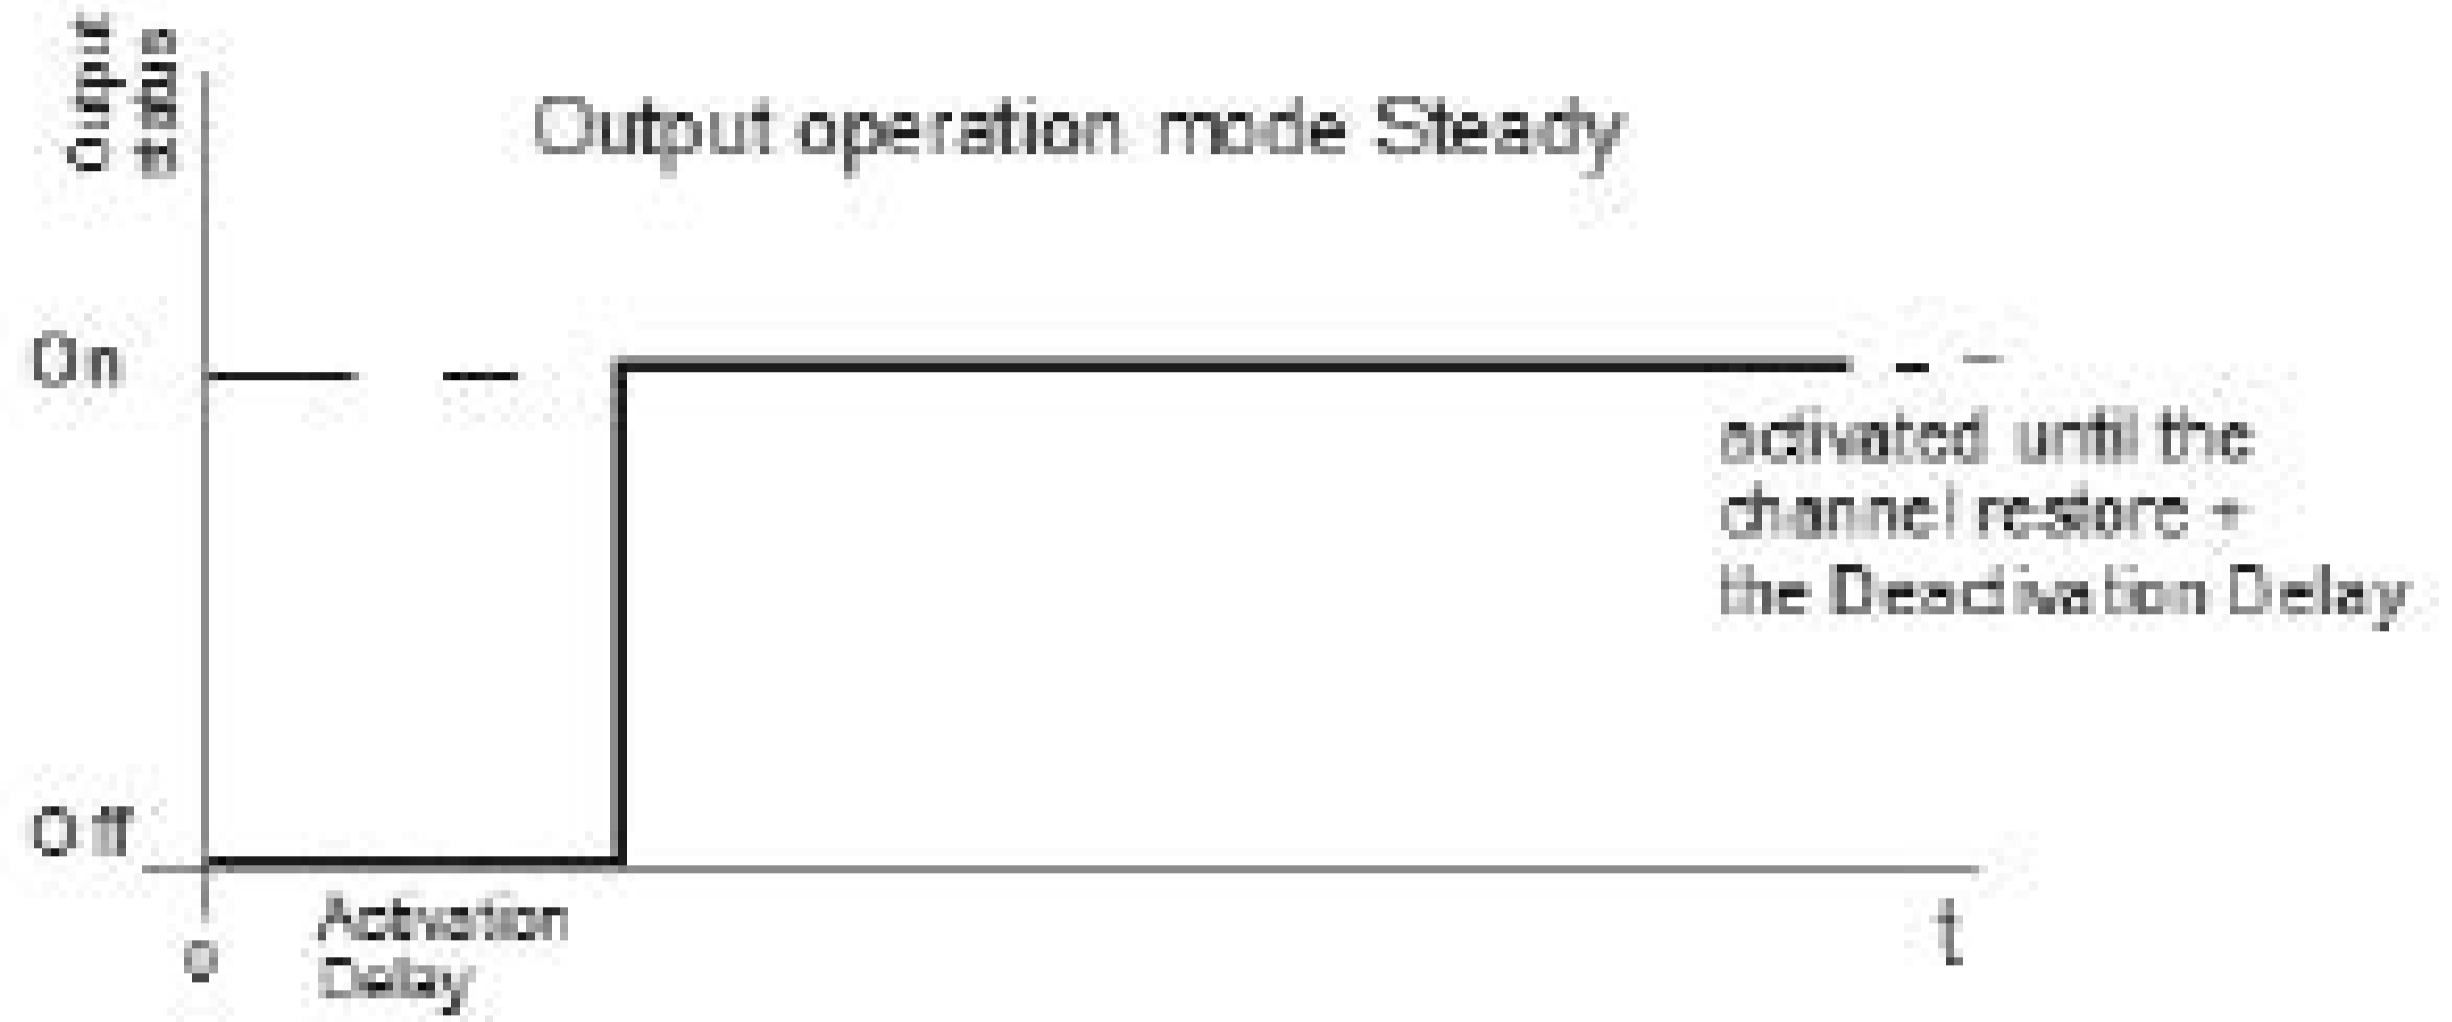 Output
status
Output operation mode Steady
On
activated until the
channel restore +
the Deactivation Delay
Off
Activation
Delay
0
t